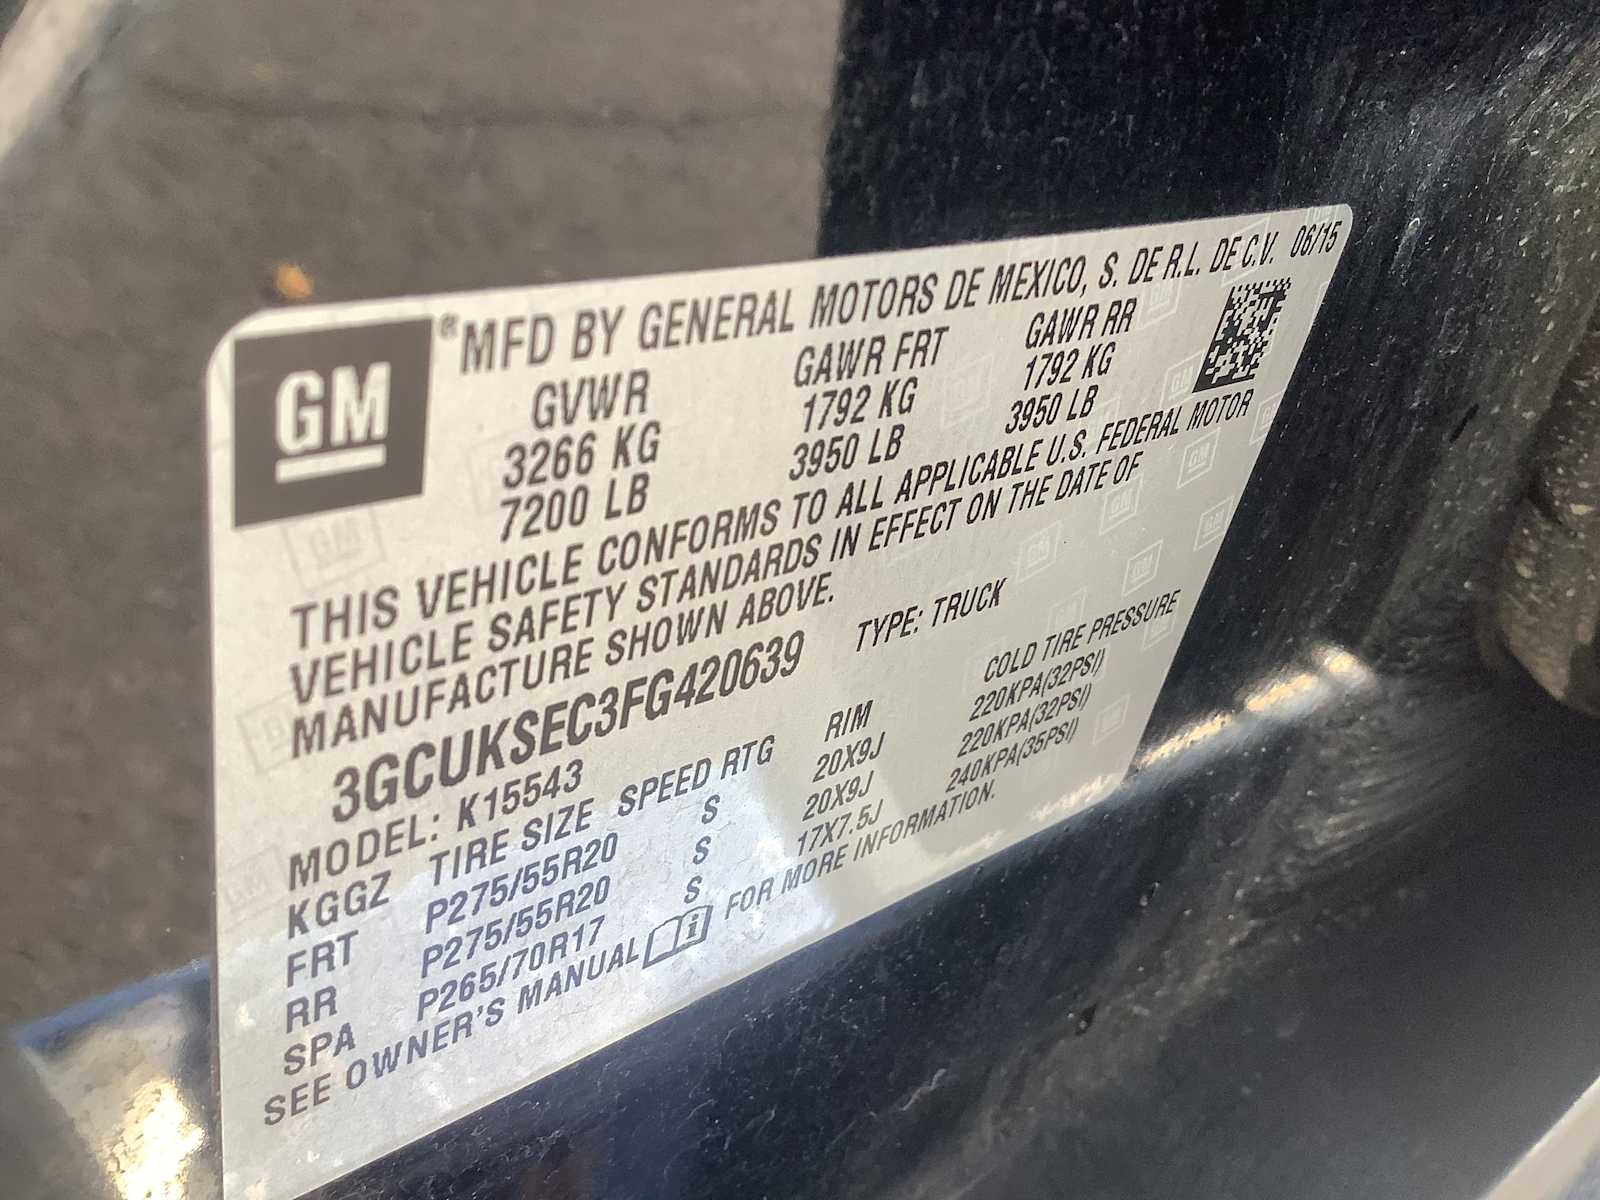 GM
®MFD BY GENERAL MOTORS DE MEXICO, S. DE R.L. DE C.V. 06/15
GVWR GAWR FRT GAWR RR
3266 KG 1792 KG 1792 KG
7200 LB 3950 LB 3950 LB
THIS VEHICLE CONFORMS TO ALL APPLICABLE U.S. FEDERAL MOTOR
VEHICLE SAFETY STANDARDS IN EFFECT ON THE DATE OF
MANUFACTURE SHOWN ABOVE.
3GCUKSEC3FG420639 TYPE: TRUCK
MODEL: K15543
KGGZ TIRE SIZE SPEED RTG RIM COLD TIRE PRESSURE
FRT P275/55R20 S 20X9J 220KPA(32PSI)
RR P275/55R20 S 20X9J 220KPA(32PSI)
SPA P265/70R17 S 17X7.5J 240KPA(35PSI)
SEE OWNER'S MANUAL FOR MORE INFORMATION.